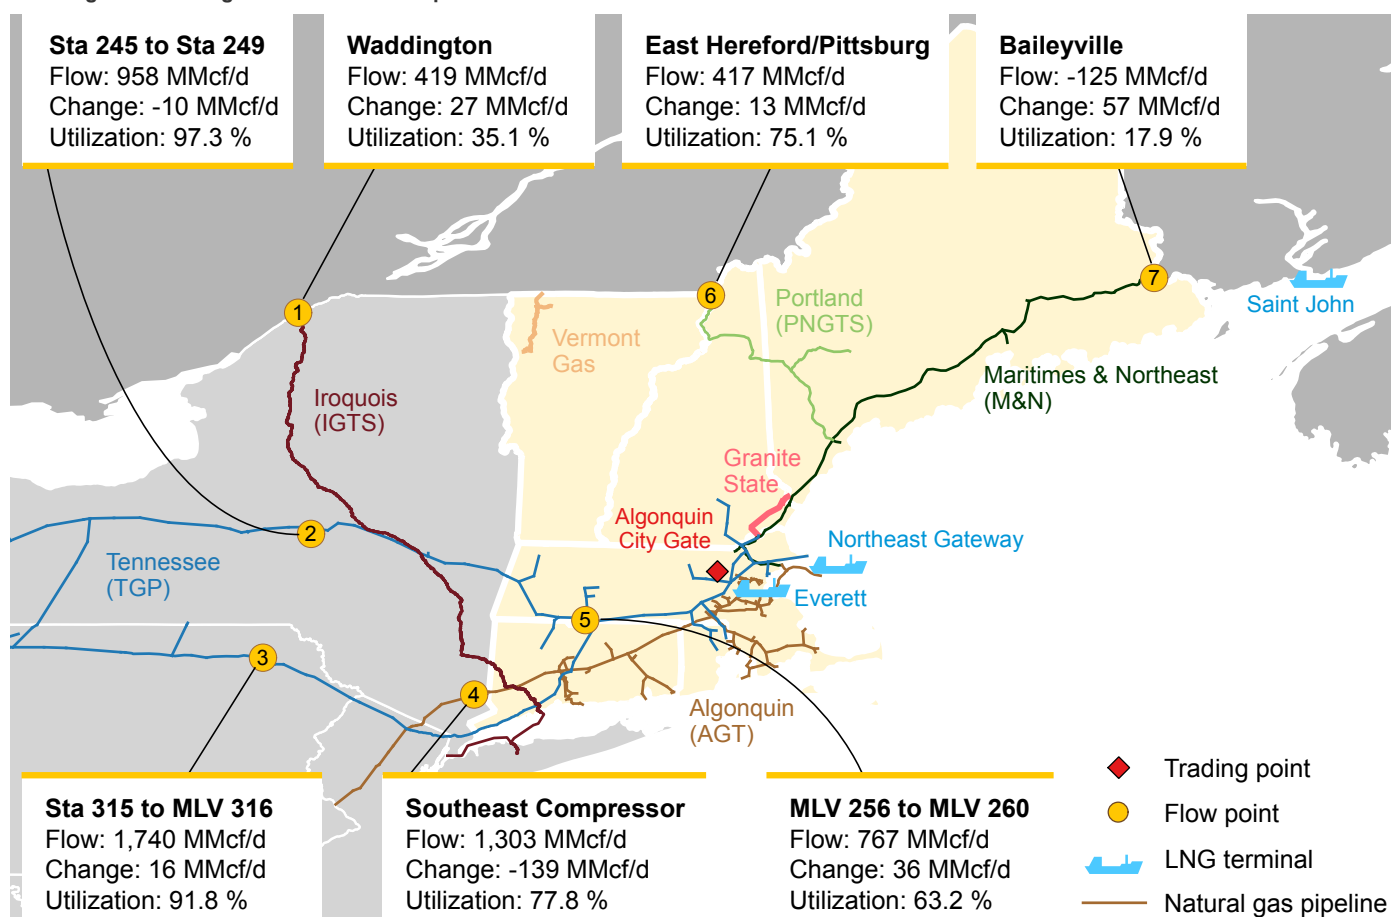 Sta 245 to Sta 249
Flow: 958 MMcf/d
Change: -10 MMcf/d
Utilization: 97.3 %
Waddington
Flow: 419 MMcf/d
Change: 27 MMcf/d
Utilization: 35.1 %
East Hereford/Pittsburg
Flow: 417 MMcf/d
Change: 13 MMcf/d
Utilization: 75.1 %
Baileyville
Flow: -125 MMcf/d
Change: 57 MMcf/d
Utilization: 17.9 %
1
6
7
Portland
(PNGTS)
Saint John
Vermont
Gas
Maritimes & Northeast
(M&N)
Iroquois
(IGTS)
Granite
State
Algonquin
City Gate
2
Northeast Gateway
Tennessee
(TGP)
Everett
5
3
4
Algonquin
(AGT)
Sta 315 to MLV 316
Flow: 1,740 MMcf/d
Change: 16 MMcf/d
Utilization: 91.8 %
Southeast Compressor
Flow: 1,303 MMcf/d
Change: -139 MMcf/d
Utilization: 77.8 %
MLV 256 to MLV 260
Flow: 767 MMcf/d
Change: 36 MMcf/d
Utilization: 63.2 %
Trading point
Flow point
LNG terminal
Natural gas pipeline